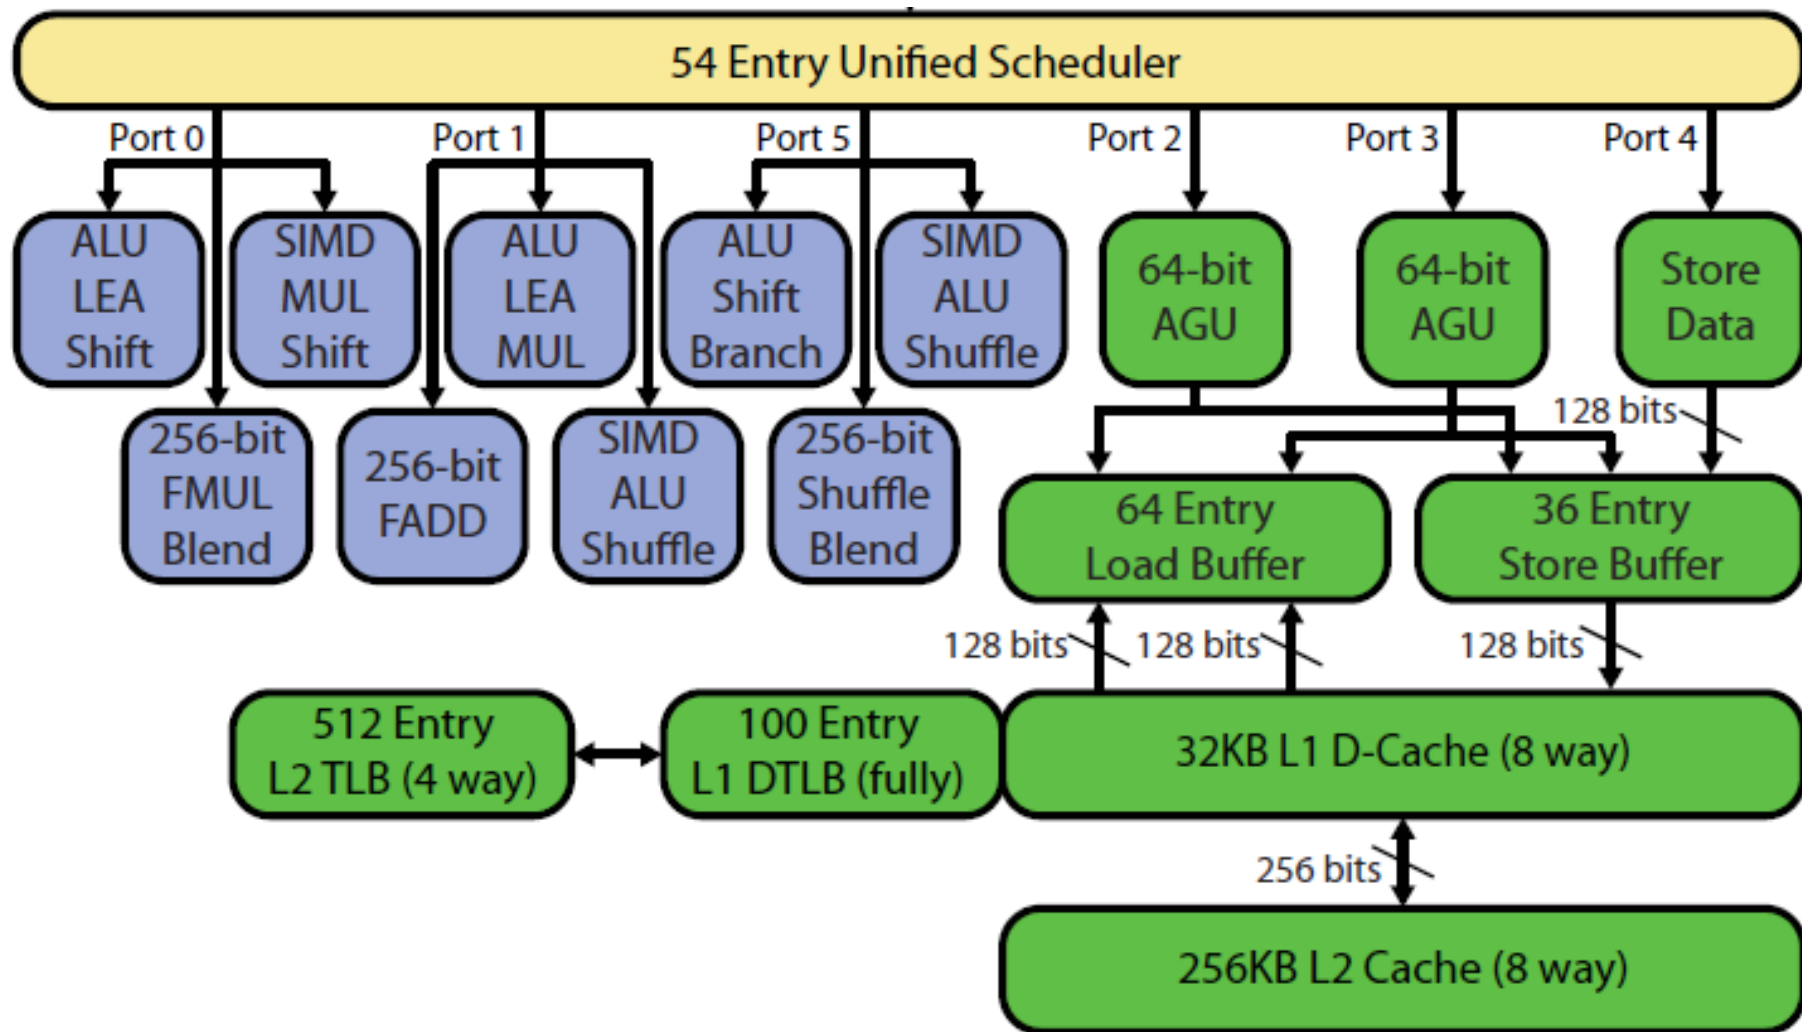 54 Entry Unified Scheduler
Port 0
Port 1
Port 5
Port 2
Port 3
Port 4
ALU
LEA
Shift
SIMD
MUL
Shift
ALU
LEA
MUL
ALU
Shift
Branch
SIMD
ALU
Shuffle
64-bit
AGU
64-bit
AGU
Store
Data
128 bits
256-bit
FMUL
Blend
256-bit
FADD
SIMD
ALU
Shuffle
256-bit
Shuffle
Blend
64 Entry
Load Buffer
36 Entry
Store Buffer
128 bits
128 bits
128 bits
512 Entry
L2 TLB (4 way)
100 Entry
L1 DTLB (fully)
32KB L1 D-Cache (8 way)
256 bits
256KB L2 Cache (8 way)